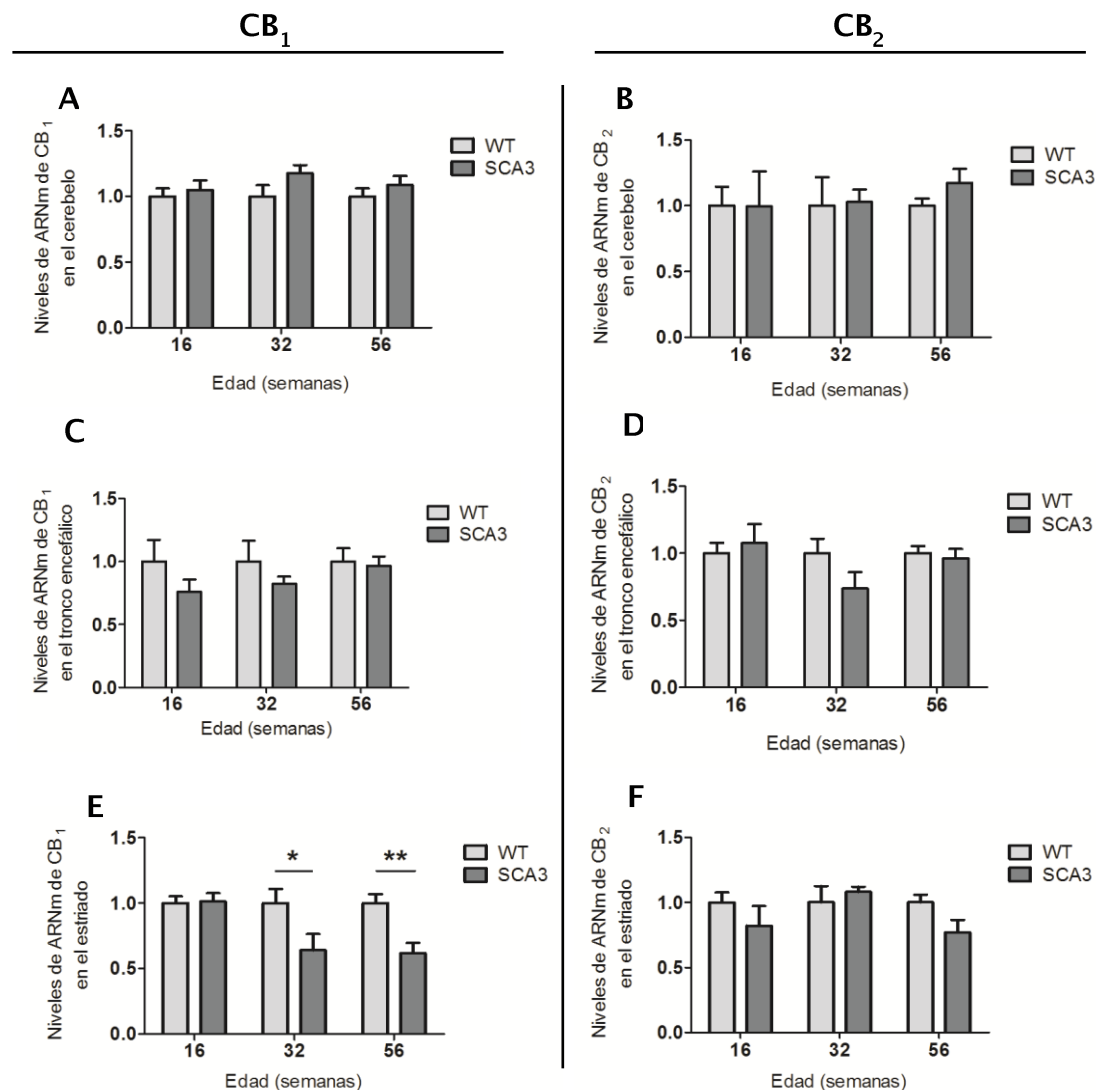 CB₁
CB₂
A
Niveles de ARNm de CB₁
en el cerebelo
1.5
1.0
0.5
0.0
16 32 56
Edad (semanas)
WT
SCA3
B
Niveles de ARNm de CB₂
en el cerebelo
1.5
1.0
0.5
0.0
16 32 56
Edad (semanas)
WT
SCA3
C
Niveles de ARNm de CB₁
en el tronco encefálico
1.5
1.0
0.5
0.0
16 32 56
Edad (semanas)
WT
SCA3
D
Niveles de ARNm de CB₂
en el tronco encefálico
1.5
1.0
0.5
0.0
16 32 56
Edad (semanas)
WT
SCA3
E
Niveles de ARNm de CB₁
en el estriado
1.5
1.0
0.5
0.0
* **
16 32 56
Edad (semanas)
WT
SCA3
F
Niveles de ARNm de CB₂
en el estriado
1.5
1.0
0.5
0.0
16 32 56
Edad (semanas)
WT
SCA3